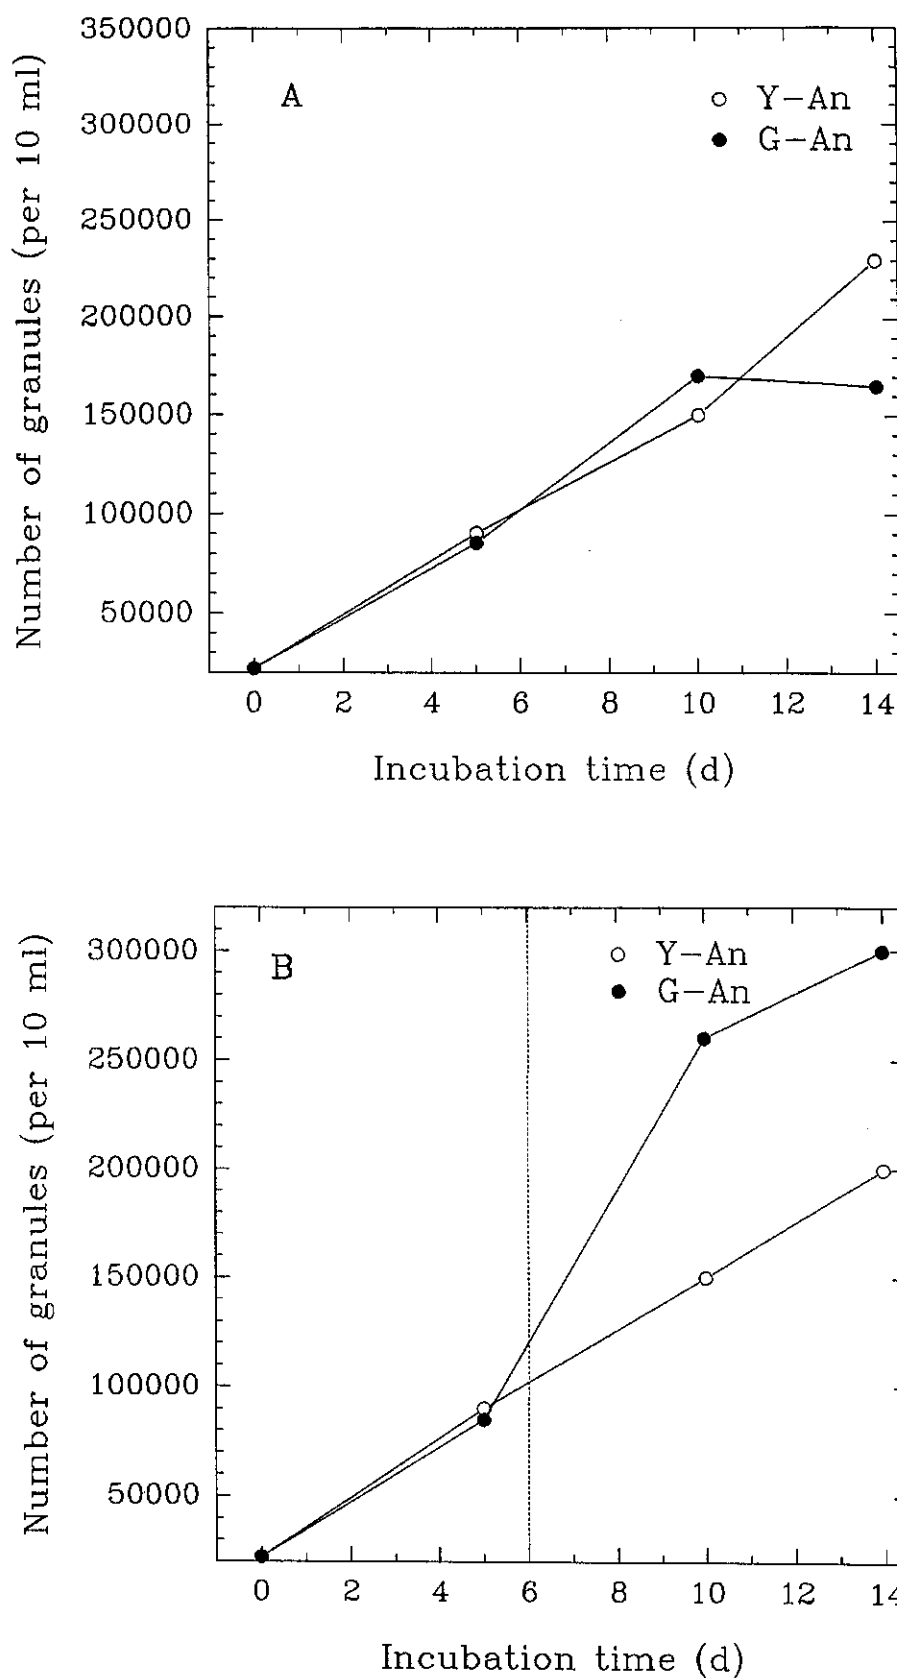 350000
300000
250000
200000
150000
100000
50000
Number of granules (per 10 ml)
A
Y-An
G-An
0 2 4 6 8 10 12 14
Incubation time (d)
300000
250000
200000
150000
100000
50000
Number of granules (per 10 ml)
B
Y-An
G-An
0 2 4 6 8 10 12 14
Incubation time (d)